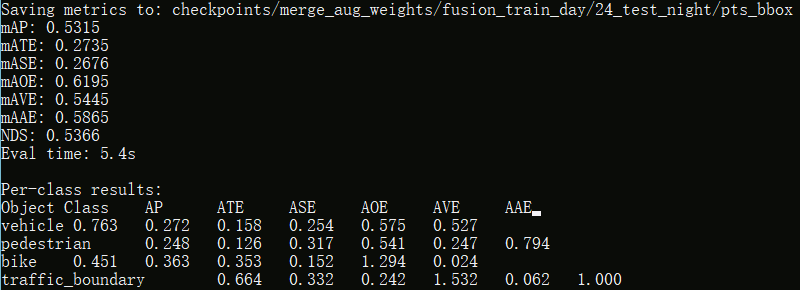 Saving metrics to: checkpoints/merge_aug_weights/fusion_train_day/24_test_night/pts_bbox
mAP: 0.5315
mATE: 0.2735
mASE: 0.2676
mAOE: 0.6195
mAVE: 0.5445
mAAE: 0.5865
NDS: 0.5366
Eval time: 5.4s
Per-class results:
Object Class AP ATE ASE AOE AVE AAE
vehicle 0.763 0.272 0.158 0.254 0.575 0.527
pedestrian 0.248 0.126 0.317 0.541 0.247 0.794
bike 0.451 0.363 0.353 0.152 1.294 0.024
traffic_boundary 0.664 0.332 0.242 1.532 0.062 1.000